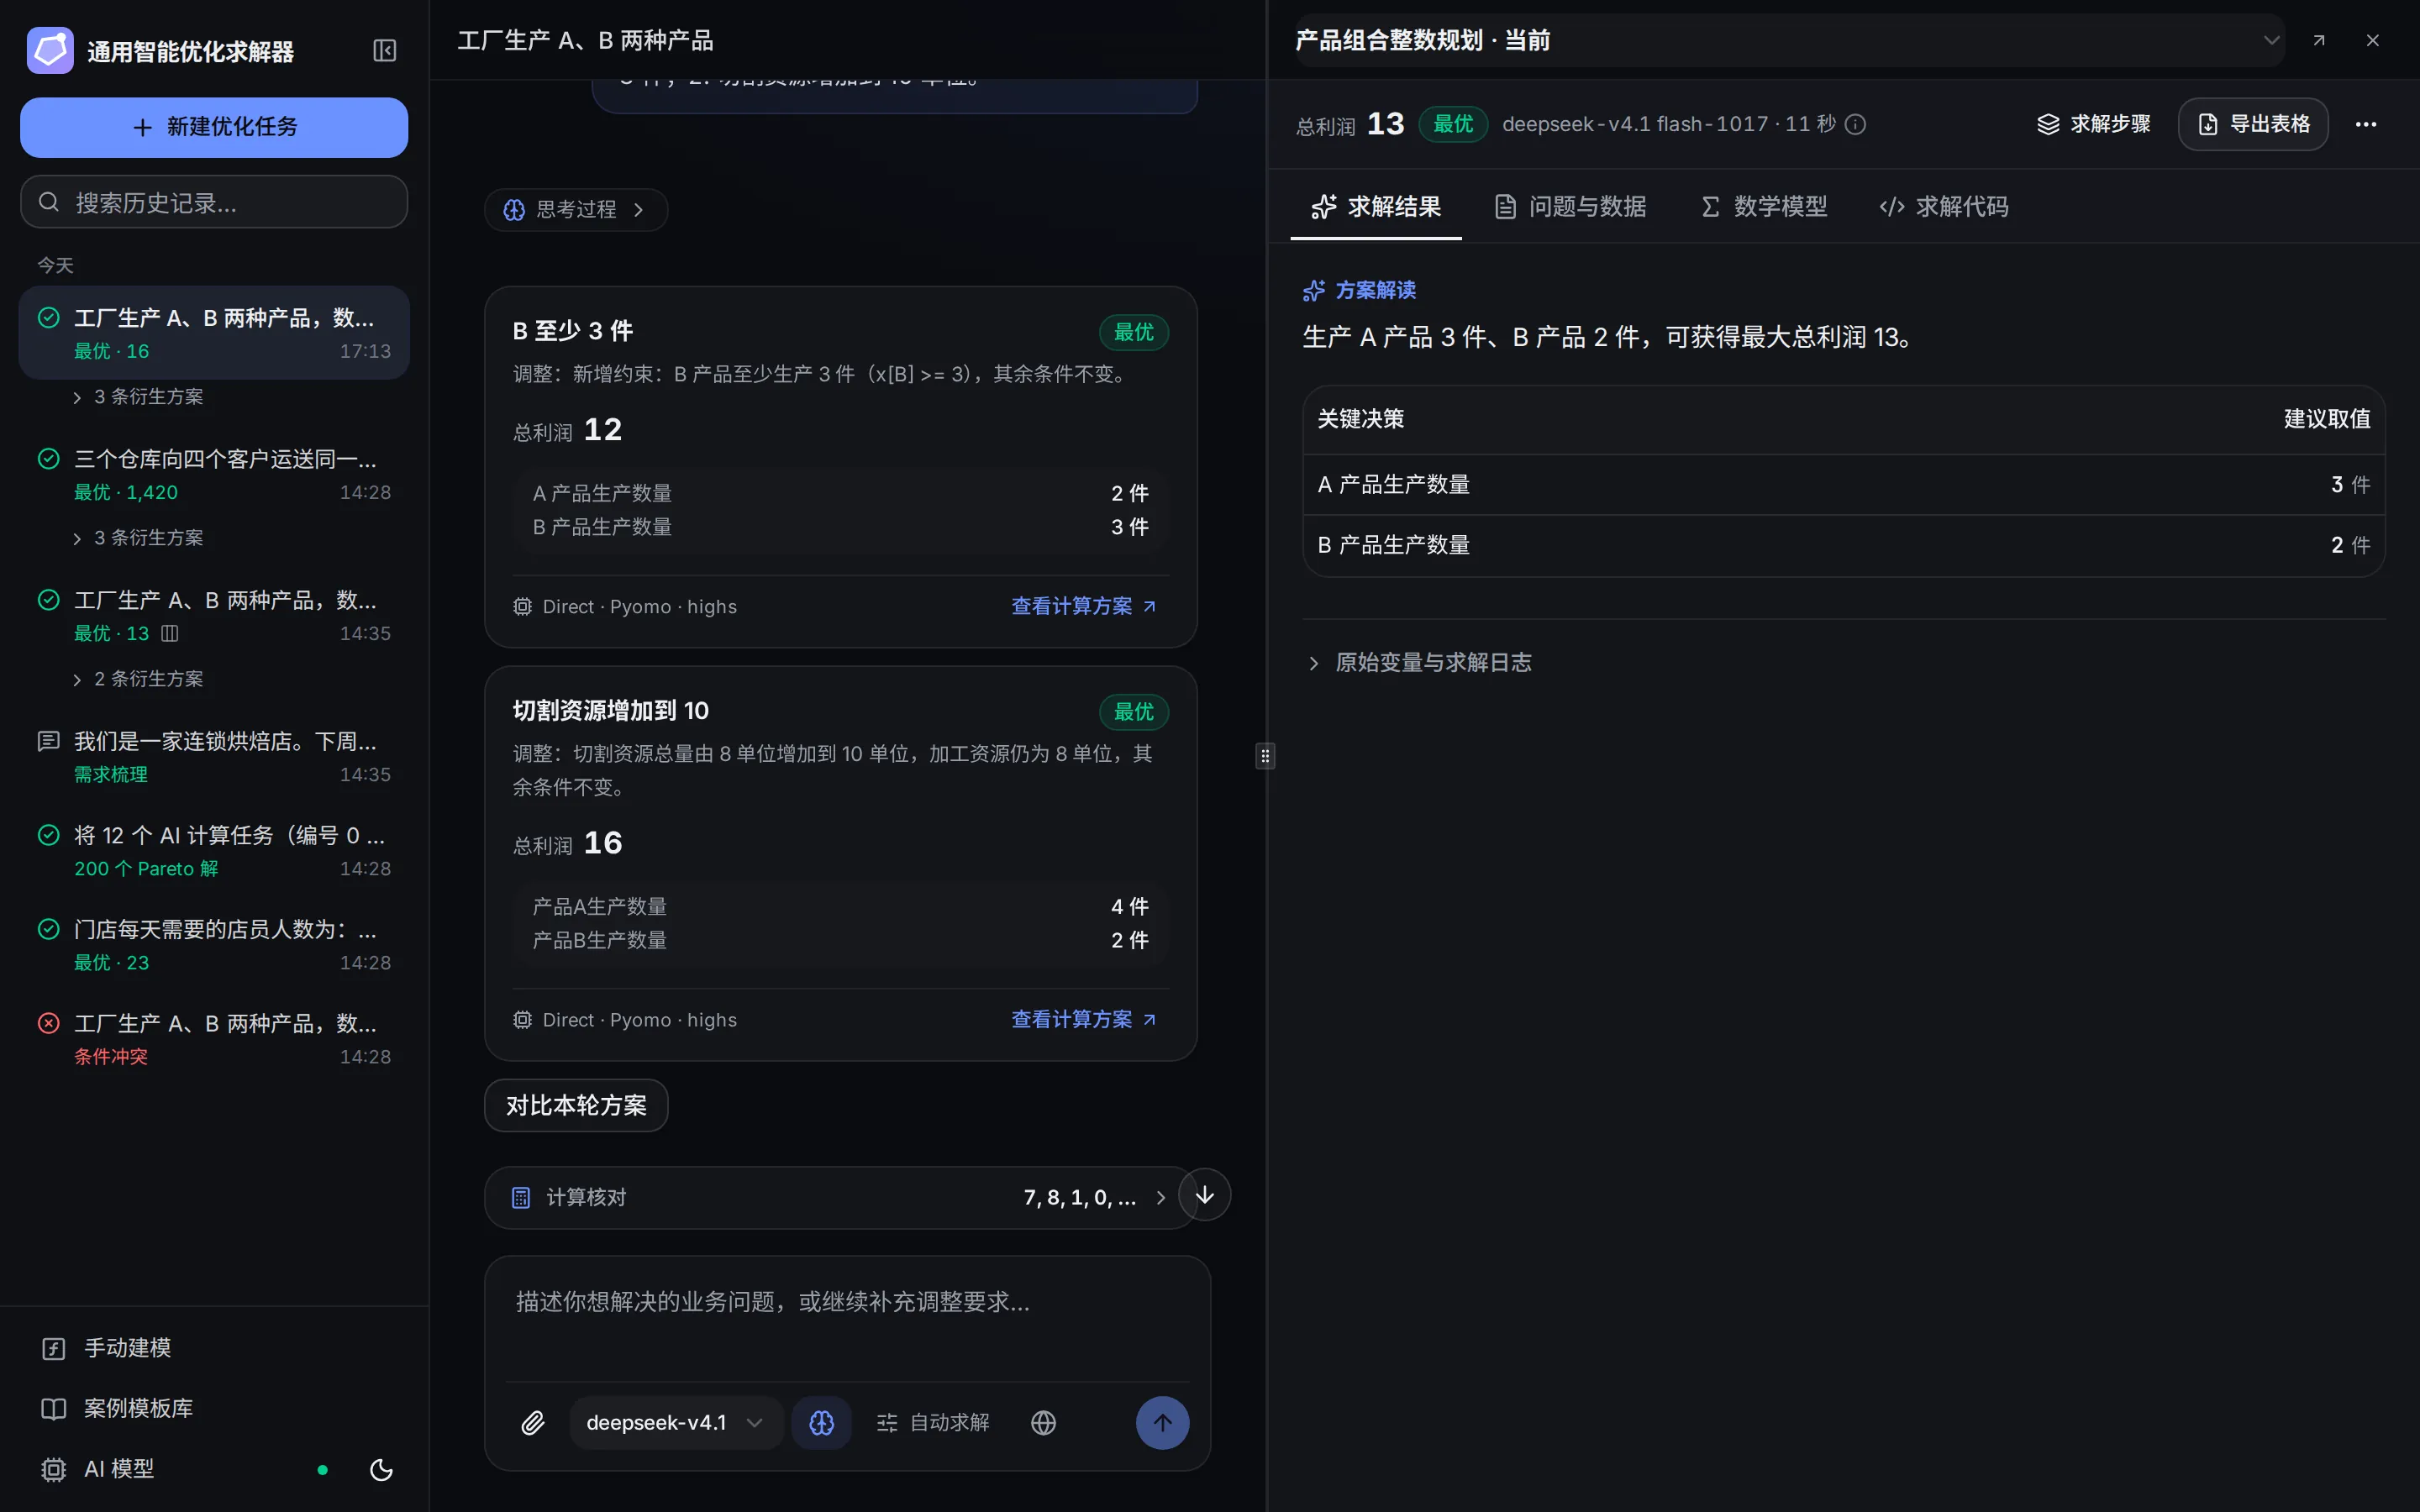 通用智能优化求解器
新建优化任务
搜索历史记录...
今天
工厂生产 A、B 两种产品，数...
最优 · 16
17:13
3 条衍生方案
三个仓库向四个客户运送同一...
最优 · 1,420
14:28
3 条衍生方案
工厂生产 A、B 两种产品，数...
最优 · 13
14:35
2 条衍生方案
我们是一家连锁烘焙店。下周...
需求梳理
14:35
将 12 个 AI 计算任务（编号 0 ...
200 个 Pareto 解
14:28
门店每天需要的店员人数为：...
最优 · 23
14:28
工厂生产 A、B 两种产品，数...
条件冲突
14:28
手动建模
案例模板库
AI 模型
工厂生产 A、B 两种产品
思考过程
B 至少 3 件
最优
调整：新增约束：B 产品至少生产 3 件（x[B] >= 3），其余条件不变。
总利润 12
A 产品生产数量
2 件
B 产品生产数量
3 件
Direct · Pyomo · highs
查看计算方案
切割资源增加到 10
最优
调整：切割资源总量由 8 单位增加到 10 单位，加工资源仍为 8 单位，其
余条件不变。
总利润 16
产品A生产数量
4 件
产品B生产数量
2 件
Direct · Pyomo · highs
查看计算方案
对比本轮方案
计算核对
7, 8, 1, 0, ...
描述你想解决的业务问题，或继续补充调整要求...
deepseek-v4.1
自动求解
产品组合整数规划 · 当前
总利润 13
最优
deepseek-v4.1 flash-1017 · 11 秒
求解步骤
导出表格
求解结果
问题与数据
数学模型
求解代码
方案解读
生产 A 产品 3 件、B 产品 2 件，可获得最大总利润 13。
关键决策
建议取值
A 产品生产数量
3 件
B 产品生产数量
2 件
原始变量与求解日志